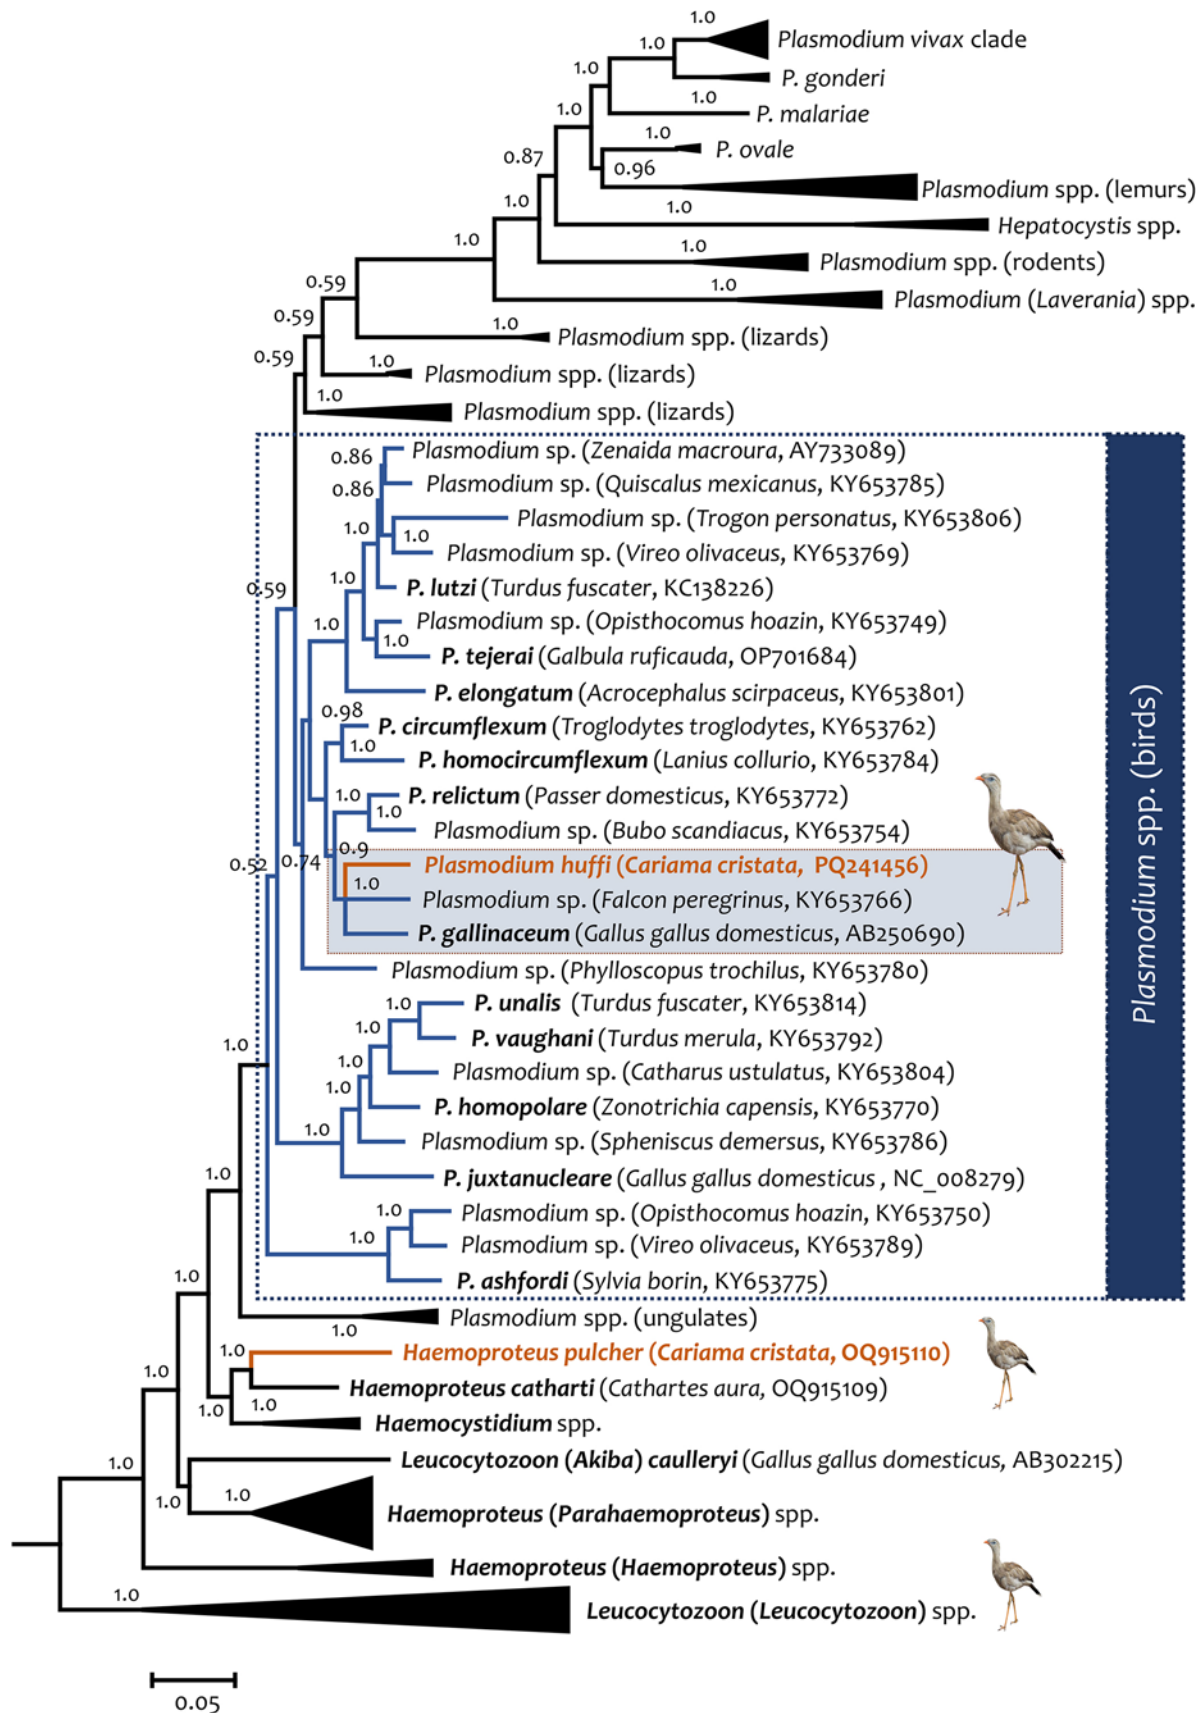 1.0
Plasmodium vivax clade
1.0
P. gonderi
1.0
1.0
P. malariae
1.0
1.0
P. ovale
0.87
0.96
Plasmodium spp. (lemurs)
1.0
1.0
Hepatocystis spp.
1.0
1.0
Plasmodium spp. (rodents)
0.59
1.0
Plasmodium (Laverania) spp.
0.59
1.0
Plasmodium spp. (lizards)
0.59
1.0
Plasmodium spp. (lizards)
1.0
Plasmodium spp. (lizards)
0.86
Plasmodium sp. (Zenaida macroura, AY733089)
0.86
Plasmodium sp. (Quiscalus mexicanus, KY653785)
Plasmodium sp. (Trogon personatus, KY653806)
1.0
1.0
Plasmodium sp. (Vireo olivaceus, KY653769)
0.59
1.0
P. lutzi (Turdus fuscater, KC138226)
1.0
Plasmodium sp. (Opisthocomus hoazin, KY653749)
1.0
P. tejerai (Galbula ruficauda, OP701684)
P. elongatum (Acrocephalus scirpaceus, KY653801)
0.98
P. circumflexum (Troglodytes troglodytes, KY653762)
1.0
P. homocircumflexum (Lanius collurio, KY653784)
1.0
P. relictum (Passer domesticus, KY653772)
1.0
Plasmodium sp. (Bubo scandiacus, KY653754)
0.52
0.74
0.9
Plasmodium huffi (Cariama cristata, PQ241456)
1.0
Plasmodium sp. (Falcon peregrinus, KY653766)
P. gallinaceum (Gallus gallus domesticus, AB250690)
Plasmodium sp. (Phylloscopus trochilus, KY653780)
1.0
P. unalis (Turdus fuscater, KY653814)
1.0
P. vaughani (Turdus merula, KY653792)
1.0
1.0
Plasmodium sp. (Catharus ustulatus, KY653804)
1.0
P. homopolare (Zonotrichia capensis, KY653770)
1.0
Plasmodium sp. (Spheniscus demersus, KY653786)
P. juxtanucleare (Gallus gallus domesticus , NC_008279)
1.0
1.0
Plasmodium sp. (Opisthocomus hoazin, KY653750)
1.0
Plasmodium sp. (Vireo olivaceus, KY653789)
P. ashfordi (Sylvia borin, KY653775)
Plasmodium spp. (birds)
1.0
1.0
Plasmodium spp. (ungulates)
1.0
Haemoproteus pulcher (Cariama cristata, OQ915110)
Haemoproteus catharti (Cathartes aura, OQ915109)
1.0
1.0
Haemocystidium spp.
1.0
Leucocytozoon (Akiba) caulleryi (Gallus gallus domesticus, AB302215)
1.0
1.0
Haemoproteus (Parahaemoproteus) spp.
Haemoproteus (Haemoproteus) spp.
1.0
Leucocytozoon (Leucocytozoon) spp.
0.05